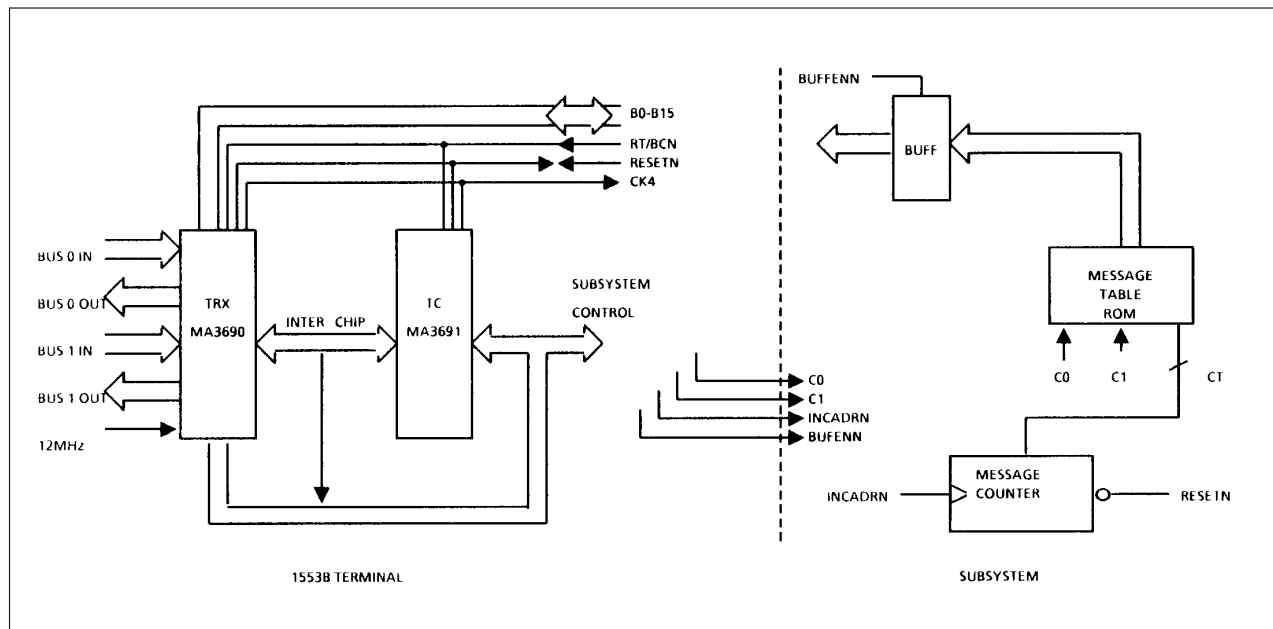 BUFFENN
B0-B15
BUFF
RT/BCN
RESETN
CK4
BUS 0 IN
BUS 0 OUT
TRX
MA3690
INTER CHIP
TC
MA3691
SUBSYSTEM
CONTROL
BUS 1 IN
BUS 1 OUT
12MHz
MESSAGE
TABLE
ROM
C0
C1
CT
C0
C1
INCADRN
BUFENN
MESSAGE
COUNTER
INCADRN
RESETN
1553B TERMINAL
SUBSYSTEM